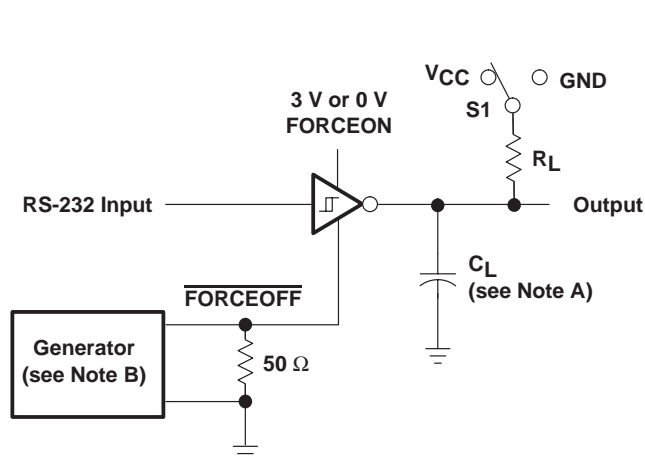 VCC
GND
S1
3 V or 0 V
FORCEON
RL
RS-232 Input
Output
CL
(see Note A)
FORCEOFF
Generator
(see Note B)
50 Ω